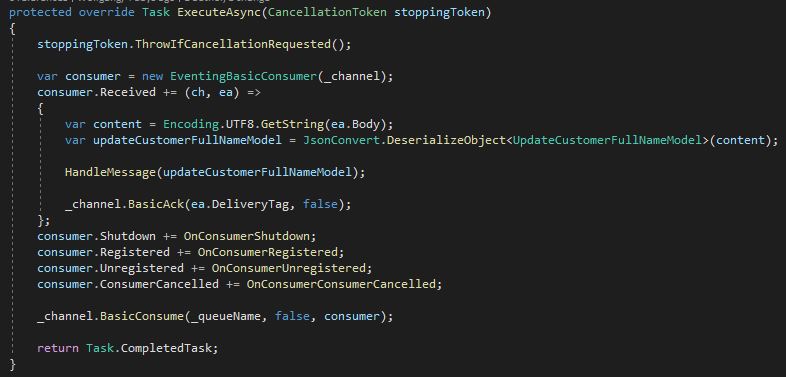 protected override Task ExecuteAsync(CancellationToken stoppingToken)
{
stoppingToken.ThrowIfCancellationRequested();
var consumer = new EventingBasicConsumer(_channel);
consumer.Received += (ch, ea) =>
{
var content = Encoding.UTF8.GetString(ea.Body);
var updateCustomerFullNameModel = JsonConvert.DeserializeObject<UpdateCustomerFullNameModel>(content);
HandleMessage(updateCustomerFullNameModel);
_channel.BasicAck(ea.DeliveryTag, false);
};
consumer.Shutdown += OnConsumerShutdown;
consumer.Registered += OnConsumerRegistered;
consumer.Unregistered += OnConsumerUnregistered;
consumer.ConsumerCancelled += OnConsumerConsumerCancelled;
_channel.BasicConsume(_queueName, false, consumer);
return Task.CompletedTask;
}